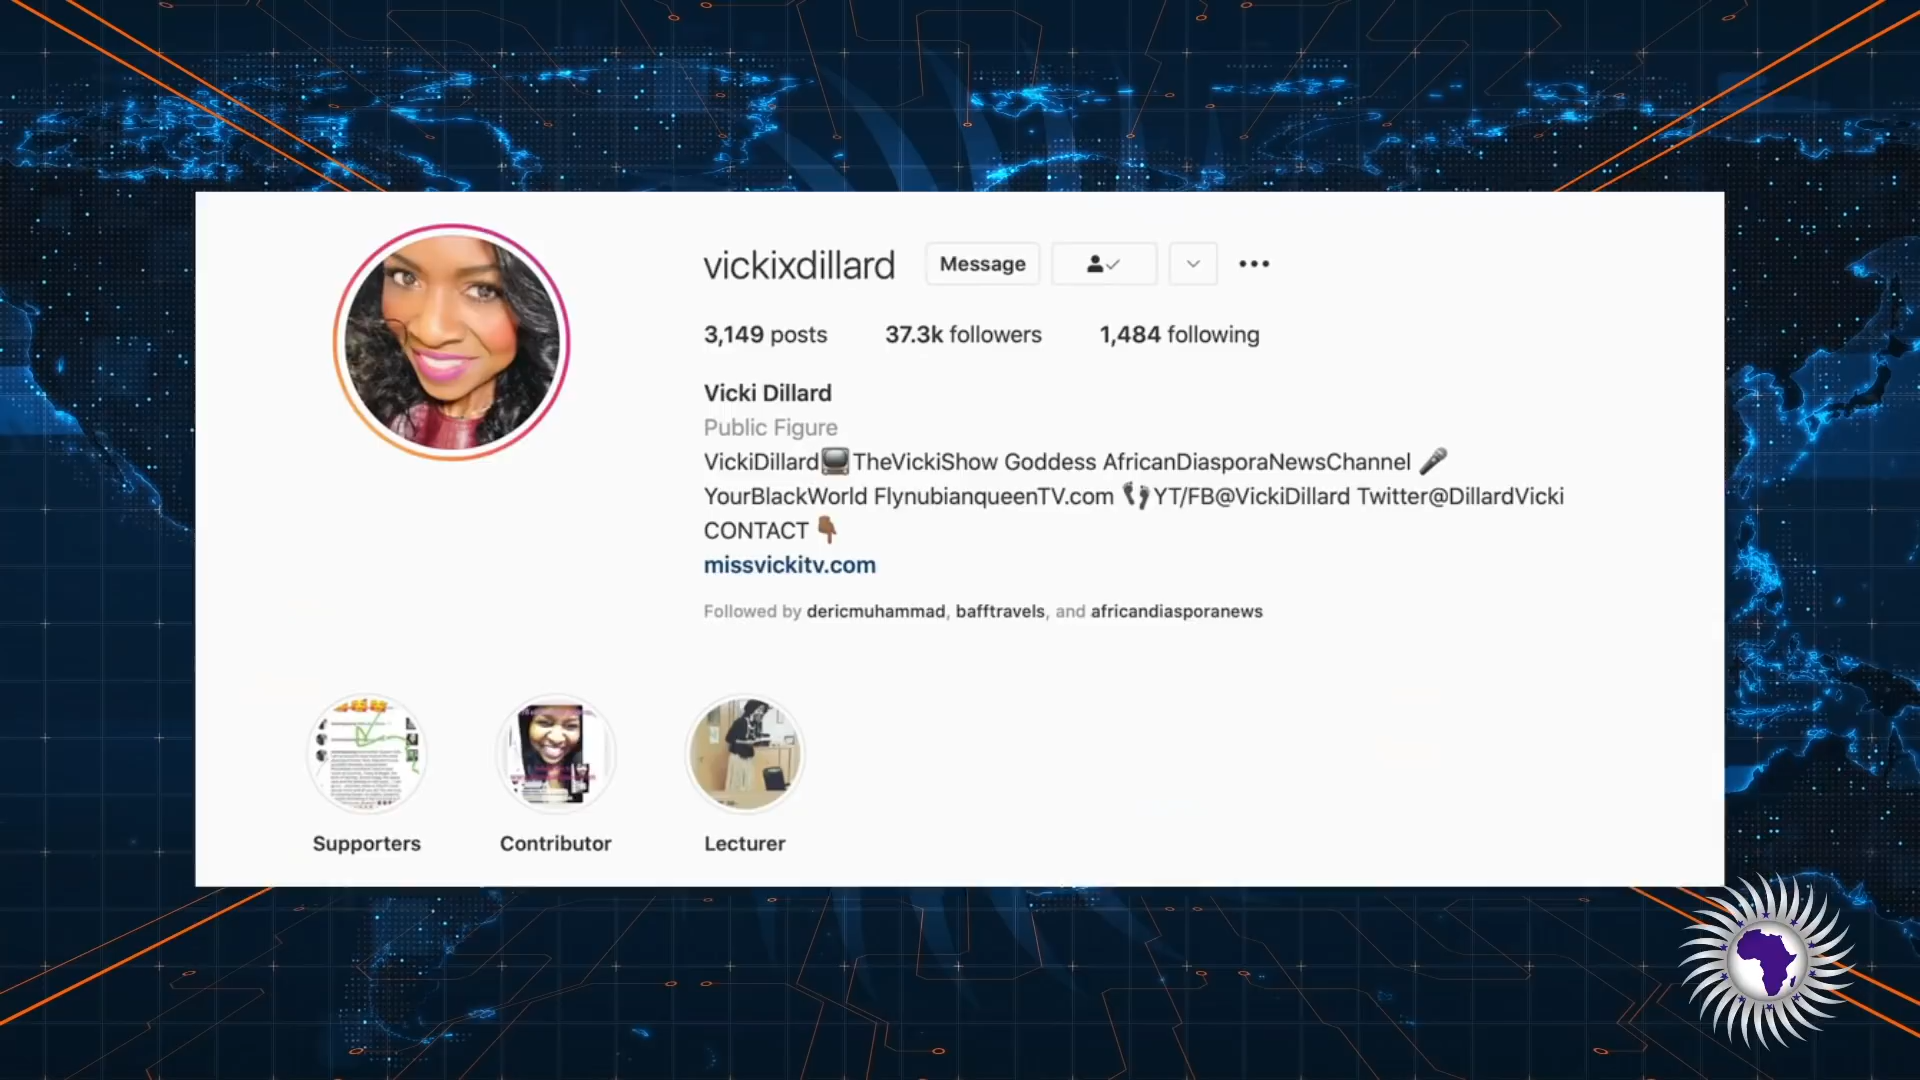 vickixdillard Message
3,149 posts 37.3k followers 1,484 following
Vicki Dillard
Public Figure
VickiDillard📺TheVickiShow Goddess AfricanDiasporaNewsChannel 🎤
YourBlackWorld FlynubianqueenTV.com 👣YT/FB@VickiDillard Twitter@DillardVicki
CONTACT 👇🏾
missvickitv.com
Followed by dericmuhammad, bafftravels, and africandiasporanews
Supporters Contributor Lecturer